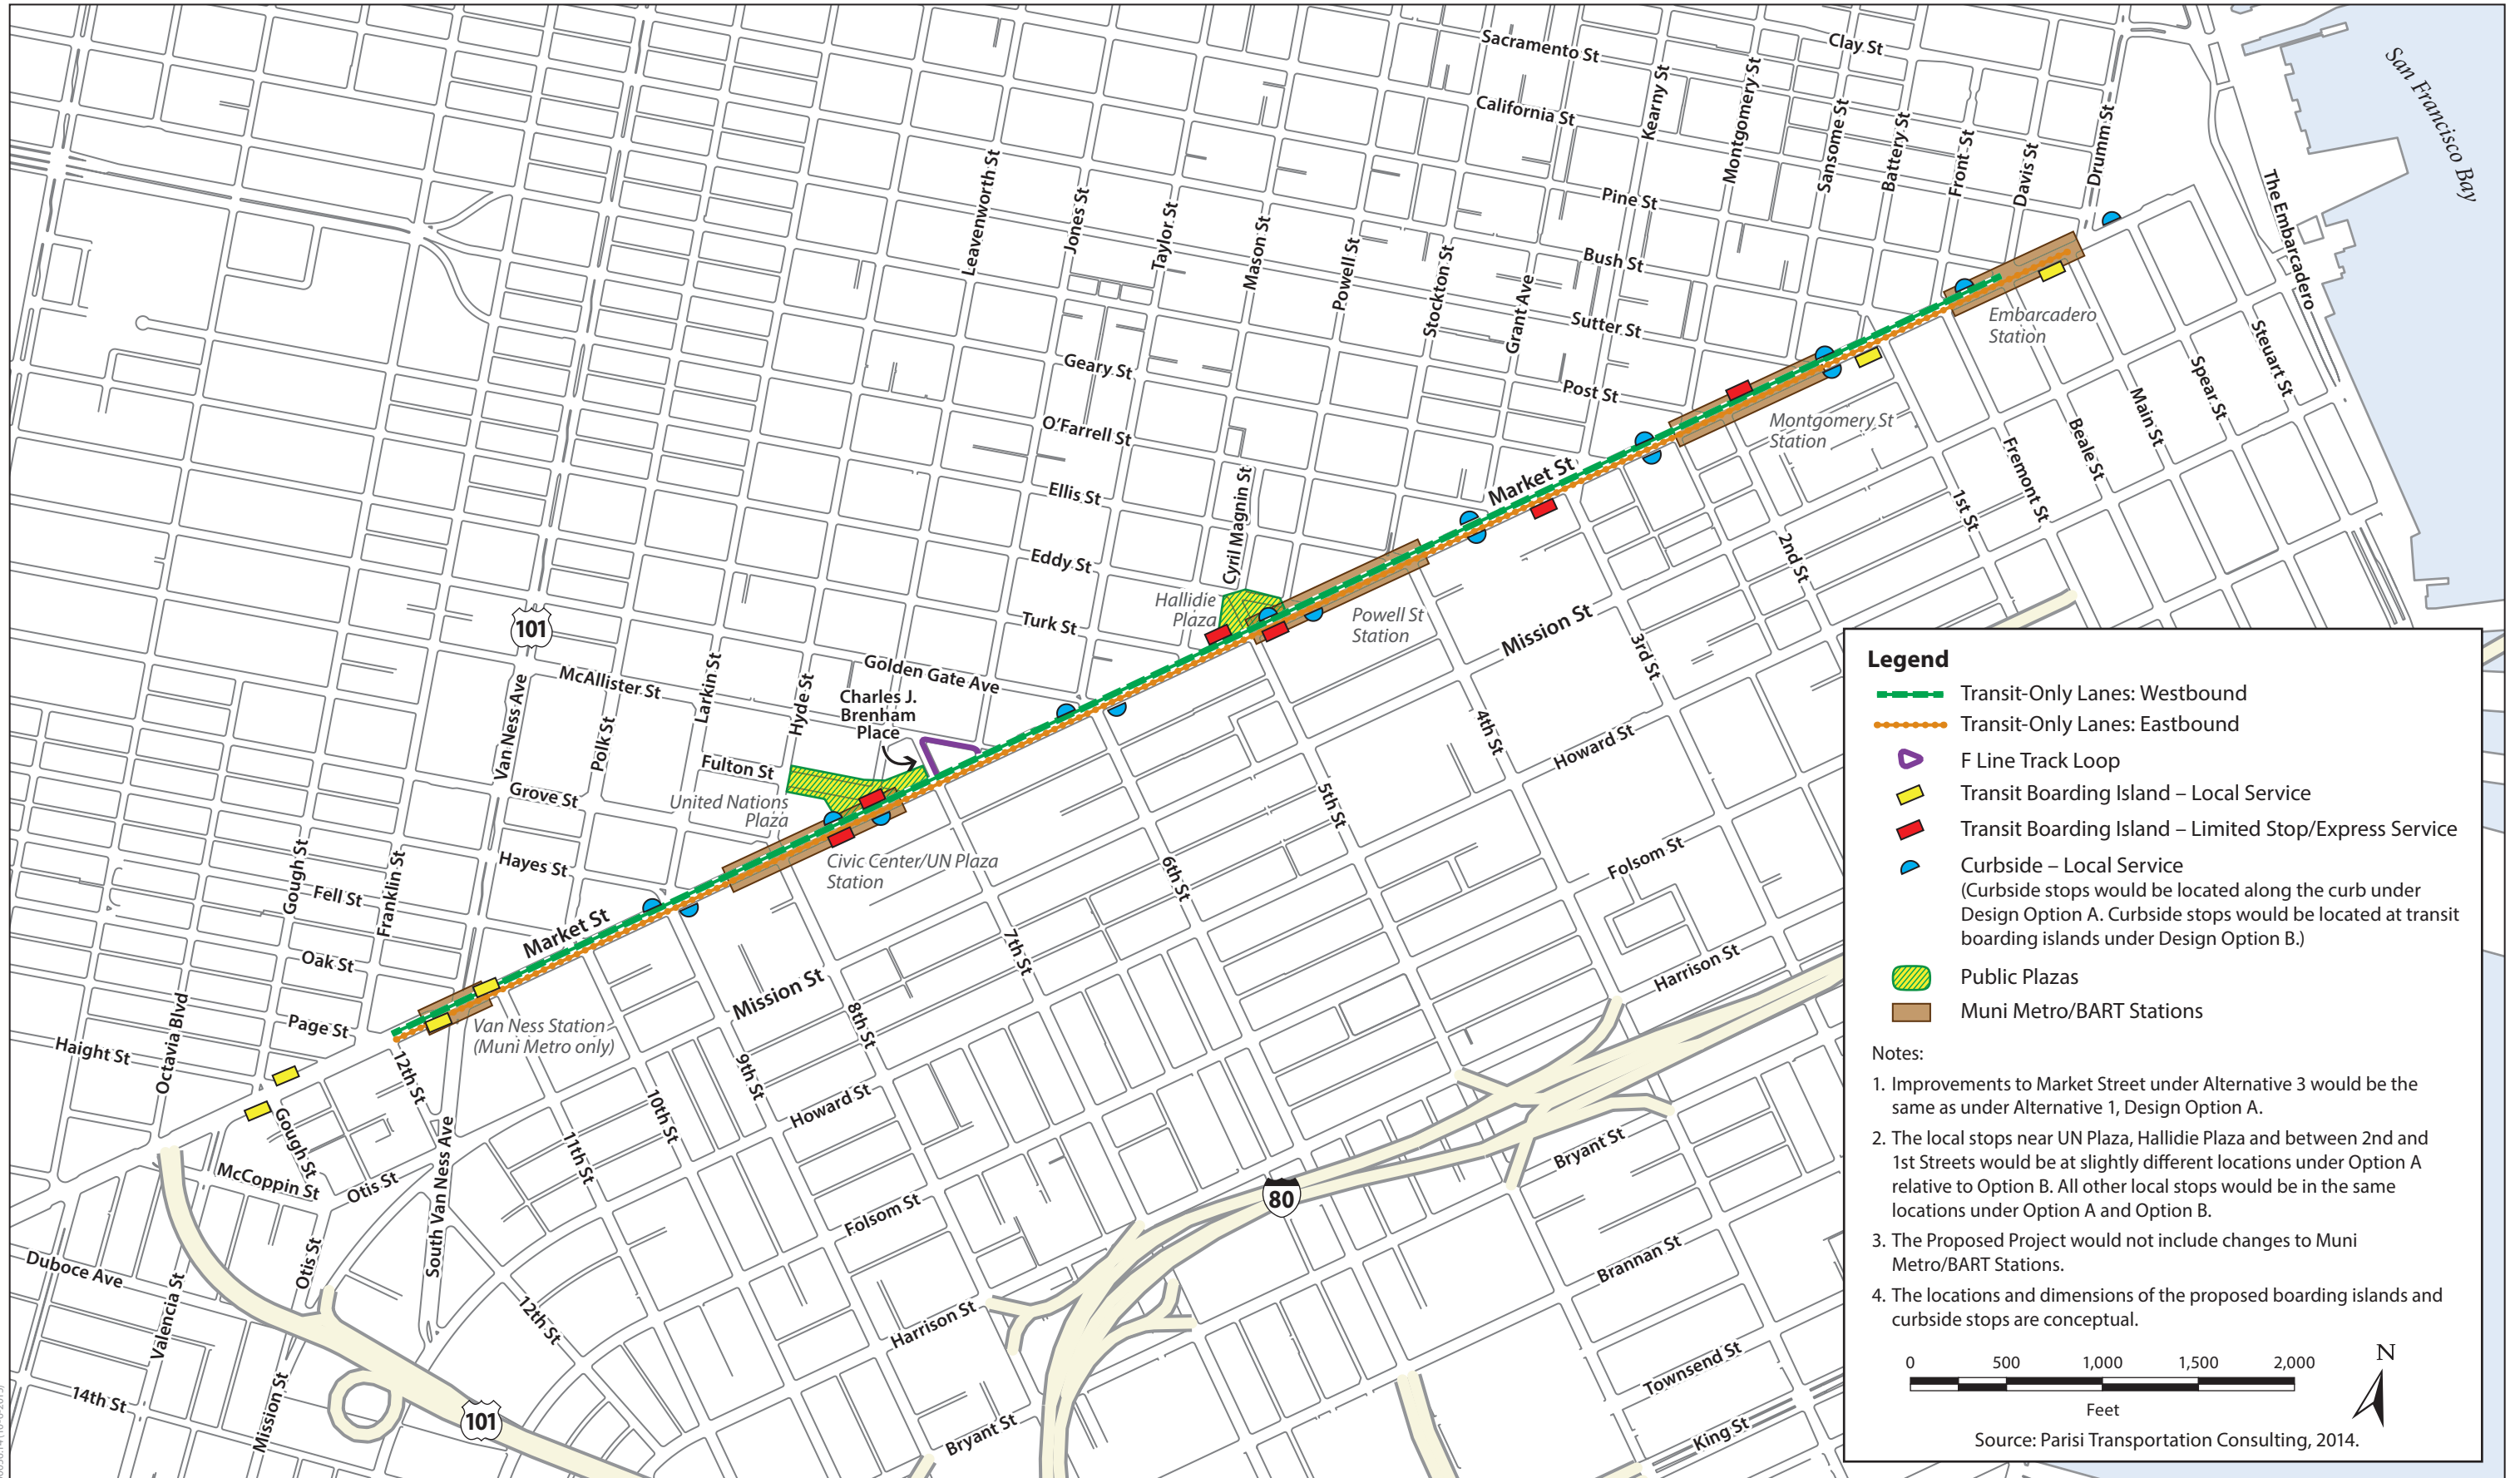 Sacramento St
Clay St
San Francisco Bay
California St
Kearny St
Montgomery St
Sansome St
Battery St
Front St
Davis St
Drumm St
The Embarcadero
Leavenworth St
Jones St
Taylor St
Mason St
Powell St
Stockton St
Grant Ave
Pine St
Bush St
Sutter St
Post St
Geary St
O'Farrell St
Ellis St
Eddy St
Turk St
Cyril Magnin St
Market St
Embarcadero
Station
Montgomery St
Station
Steuart St
Spear St
Main St
Beale St
Fremont St
1st St
2nd St
3rd St
Mission St
Hallidie
Plaza
Powell St
Station
101
McAllister St
Golden Gate Ave
Charles J.
Brenham
Place
Larkin St
Hyde St
Van Ness Ave
Polk St
Fulton St
Grove St
United Nations
Plaza
Hayes St
Civic Center/UN Plaza
Station
4th St
Howard St
5th St
6th St
Folsom St
Harrison St
Gough St
Fell St
Franklin St
Oak St
Market St
Mission St
7th St
8th St
9th St
10th St
11th St
12th St
Page St
Haight St
Octavia Blvd
Van Ness Station
(Muni Metro only)
Gough St
McCoppin St
Otis St
South Van Ness Ave
Howard St
Folsom St
80
Bryant St
Brannan St
Duboce Ave
Valencia St
Otis St
12th St
Harrison St
14th St
Mission St
101
Bryant St
Townsend St
King St
Legend
Transit-Only Lanes: Westbound
Transit-Only Lanes: Eastbound
F Line Track Loop
Transit Boarding Island – Local Service
Transit Boarding Island – Limited Stop/Express Service
Curbside – Local Service
(Curbside stops would be located along the curb under
Design Option A. Curbside stops would be located at transit
boarding islands under Design Option B.)
Public Plazas
Muni Metro/BART Stations
Notes:
1. Improvements to Market Street under Alternative 3 would be the
same as under Alternative 1, Design Option A.
2. The local stops near UN Plaza, Hallidie Plaza and between 2nd and
1st Streets would be at slightly different locations under Option A
relative to Option B. All other local stops would be in the same
locations under Option A and Option B.
3. The Proposed Project would not include changes to Muni
Metro/BART Stations.
4. The locations and dimensions of the proposed boarding islands and
curbside stops are conceptual.
0 500 1,000 1,500 2,000
Feet
N
Source: Parisi Transportation Consulting, 2014.